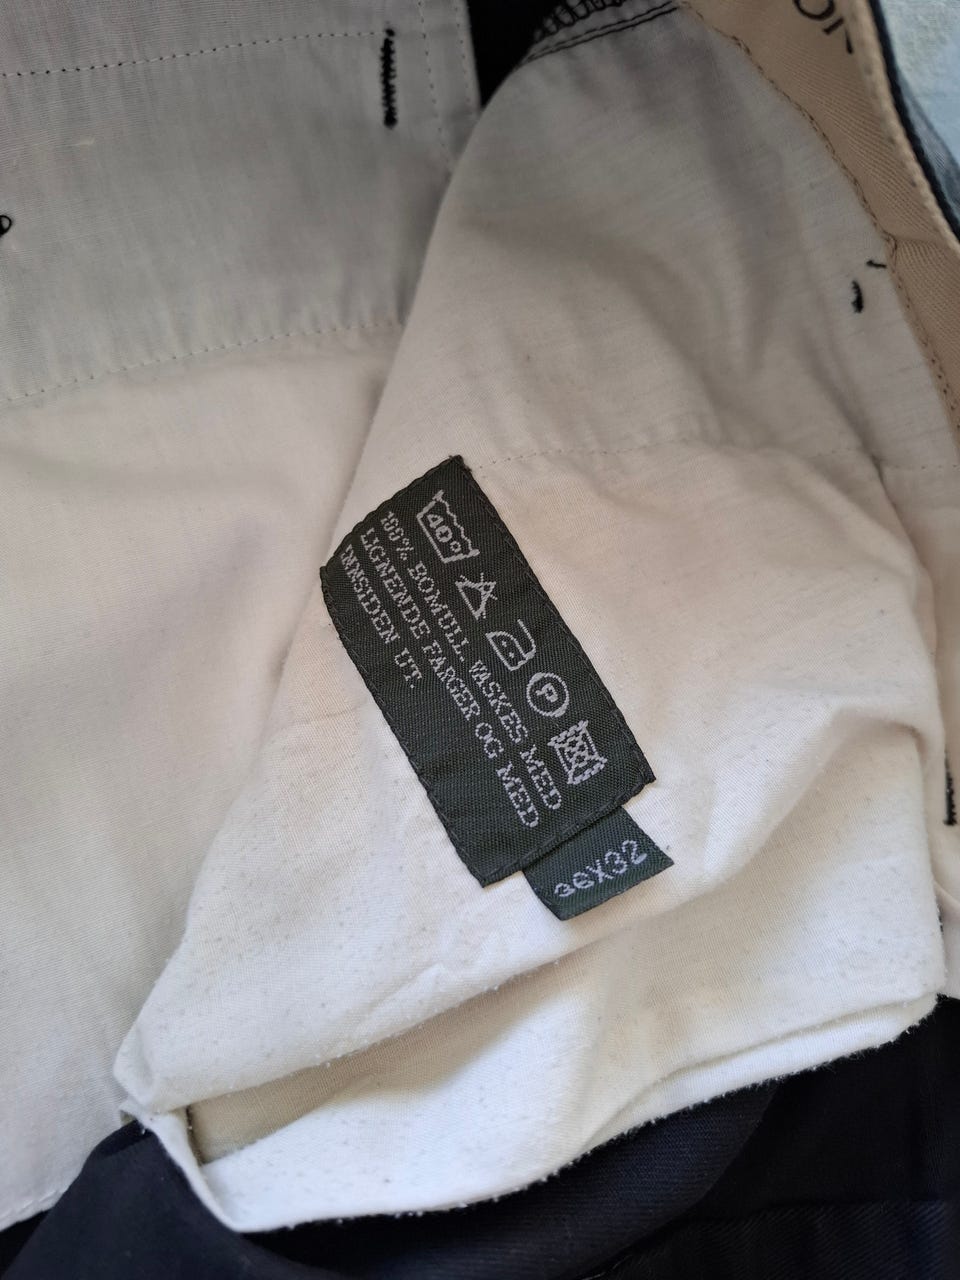 40°
P
100% BOMULL. VASKES MED
LIGNENDE FARGER OG MED
INNSIDEN UT.
36X32